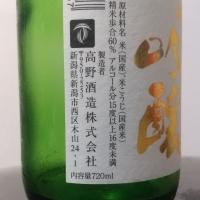 吟醸
原材料名 米(国産)、米こうじ(国産米)
精米歩合60% アルコール分15度以上16度未満
製造者
高野酒造株式会社
新潟県新潟市西区木山24-1
内容量720ml